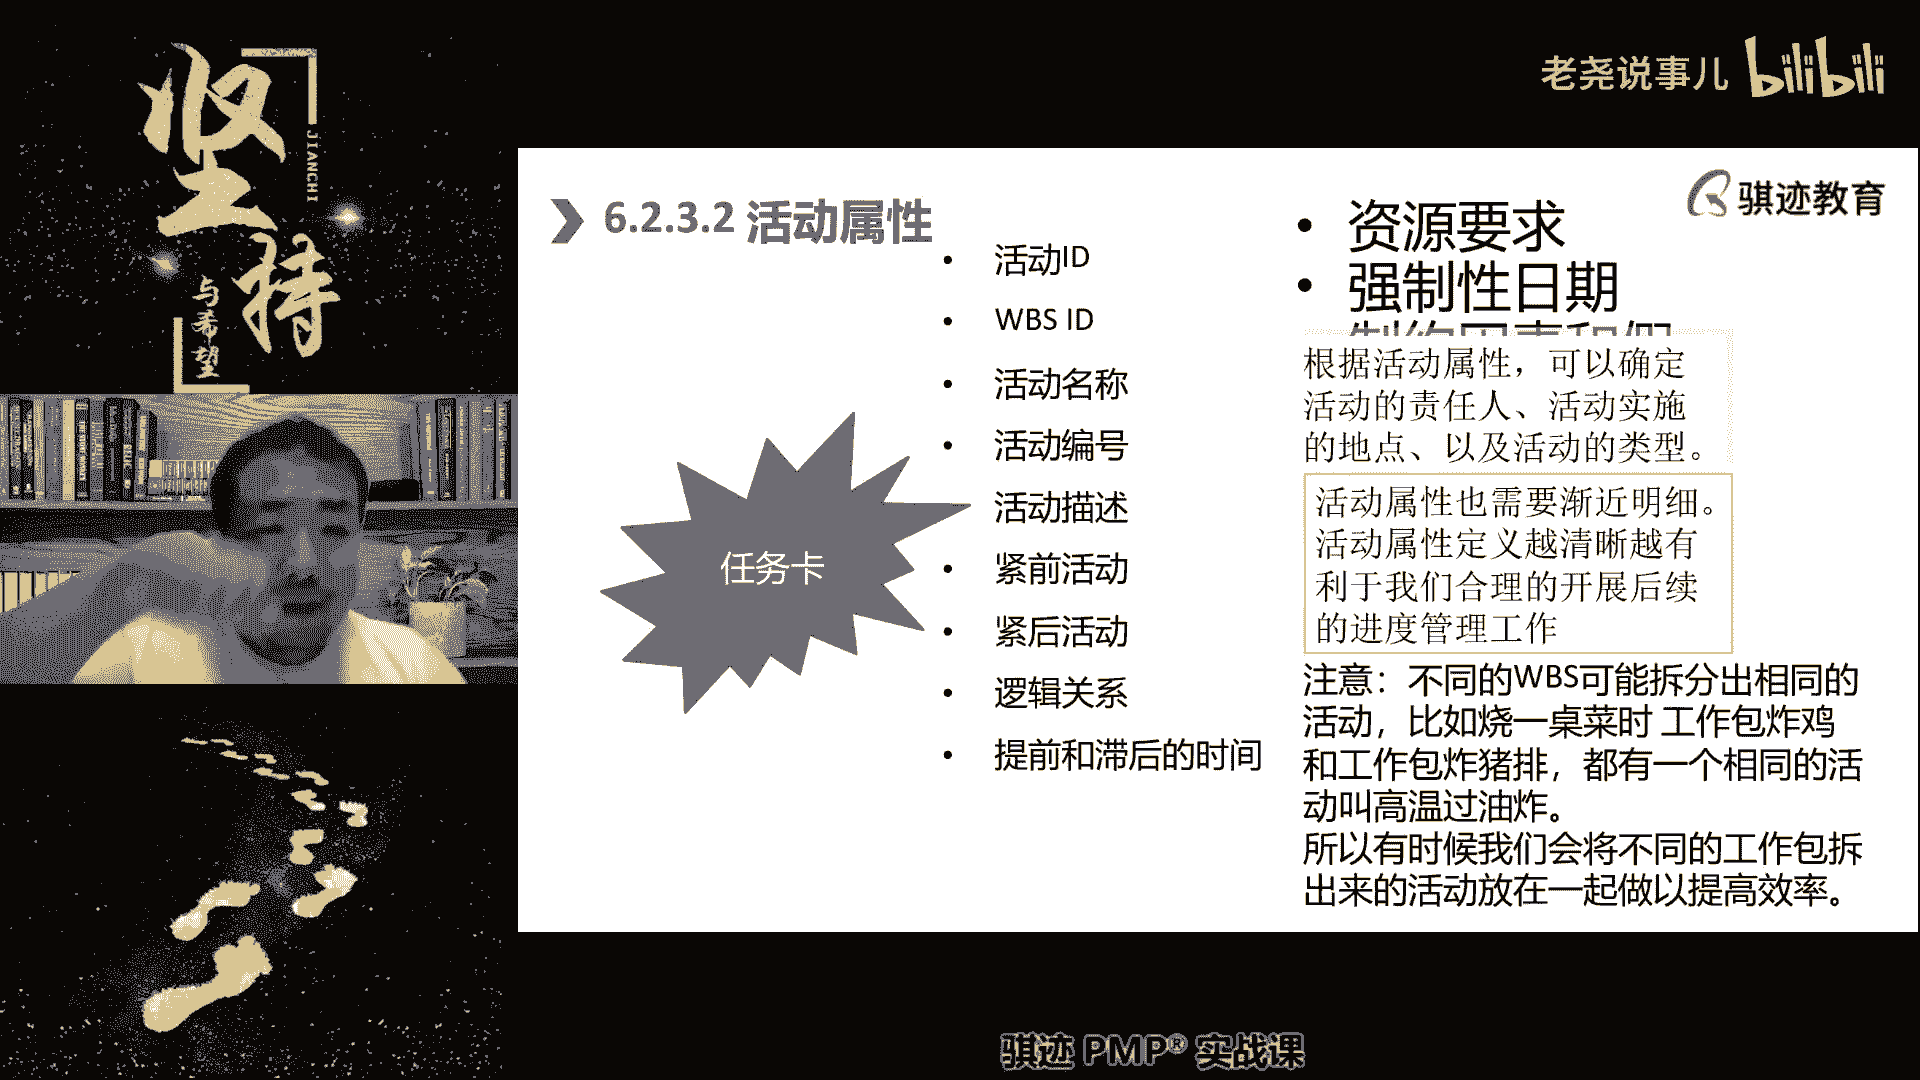 坚
持
JIANCHI
与希望
老尧说事儿 bilibili
骐迹教育
6.2.3.2 活动属性
• 活动ID
• WBS ID
• 活动名称
• 活动编号
• 活动描述
• 紧前活动
• 紧后活动
• 逻辑关系
• 提前和滞后的时间
任务卡
• 资源要求
• 强制性日期
根据活动属性，可以确定
活动的责任人、活动实施
的地点、以及活动的类型。
活动属性也需要渐近明细。
活动属性定义越清晰越有
利于我们合理的开展后续
的进度管理工作
注意：不同的WBS可能拆分出相同的
活动，比如烧一桌菜时 工作包炸鸡
和工作包炸猪排，都有一个相同的活
动叫高温过油炸。
所以有时候我们会将不同的工作包拆
出来的活动放在一起做以提高效率。
骐迹 PMP® 实战课